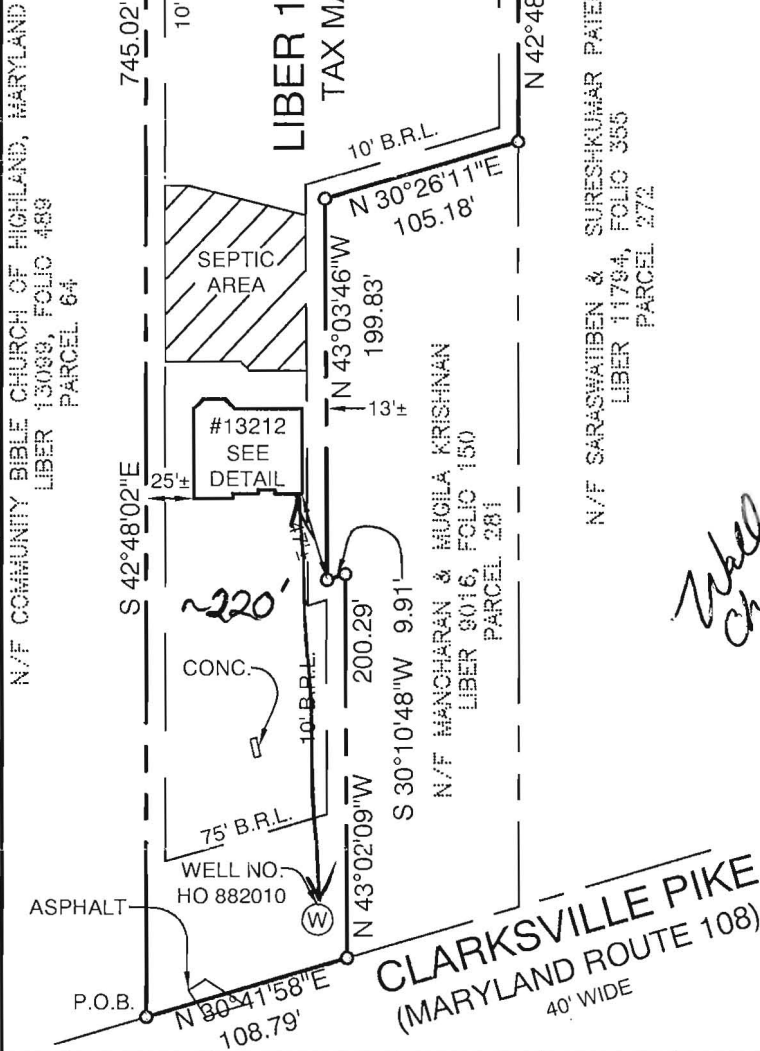 N/F COMMUNITY BIBLE CHURCH OF HIGHLAND, MARYLAND
LIBER 13099, FOLIO 489
PARCEL 64
745.02'
S 42°48'02"E
10'
LIBER 1
TAX MA
N 42°48
10' B.R.L.
N 30°26'11"E
105.18'
N/F SARASWATIBEN & SURESHKUMAR PATE
LIBER 11794, FOLIO 355
PARCEL 272
SEPTIC
AREA
N 43°03'46"W
199.83'
13'±
#13212
SEE
DETAIL
25'±
~220'
N/F MANOHARAN & MUGILA KRISHNAN
LIBER 9016, FOLIO 150
PARCEL 281
S 30°10'48"W 9.91'
CONC.
10' B.R.L.
N 43°02'09"W
200.29'
Well
Ch
75' B.R.L.
WELL NO.
HO 882010
W
ASPHALT
P.O.B.
N 30°41'58"E
108.79'
CLARKSVILLE PIKE
(MARYLAND ROUTE 108)
40' WIDE